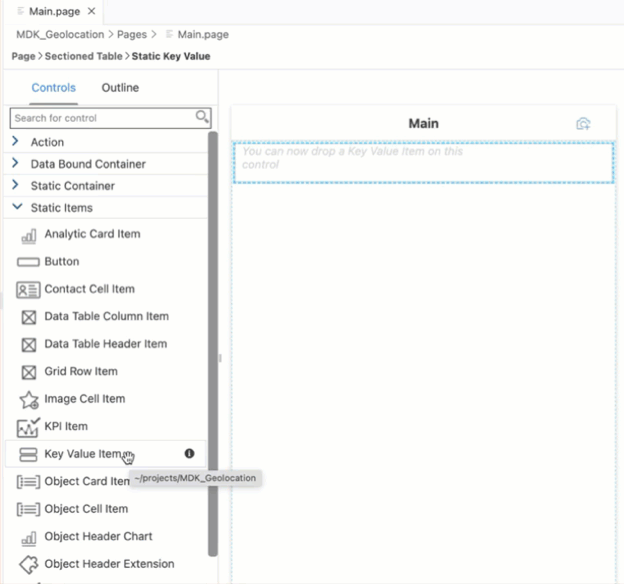 Main.page ×
MDK_Geolocation > Pages > Main.page
Page > Sectioned Table > Static Key Value
Controls
Outline
Search for control
Action
Data Bound Container
Static Container
Static Items
Analytic Card Item
Button
Contact Cell Item
Data Table Column Item
Data Table Header Item
Grid Row Item
Image Cell Item
KPI Item
Key Value Item
~/projects/MDK_Geolocation
Object Card Item
Object Cell Item
Object Header Chart
Object Header Extension
Main
You can now drop a Key Value Item on this
control